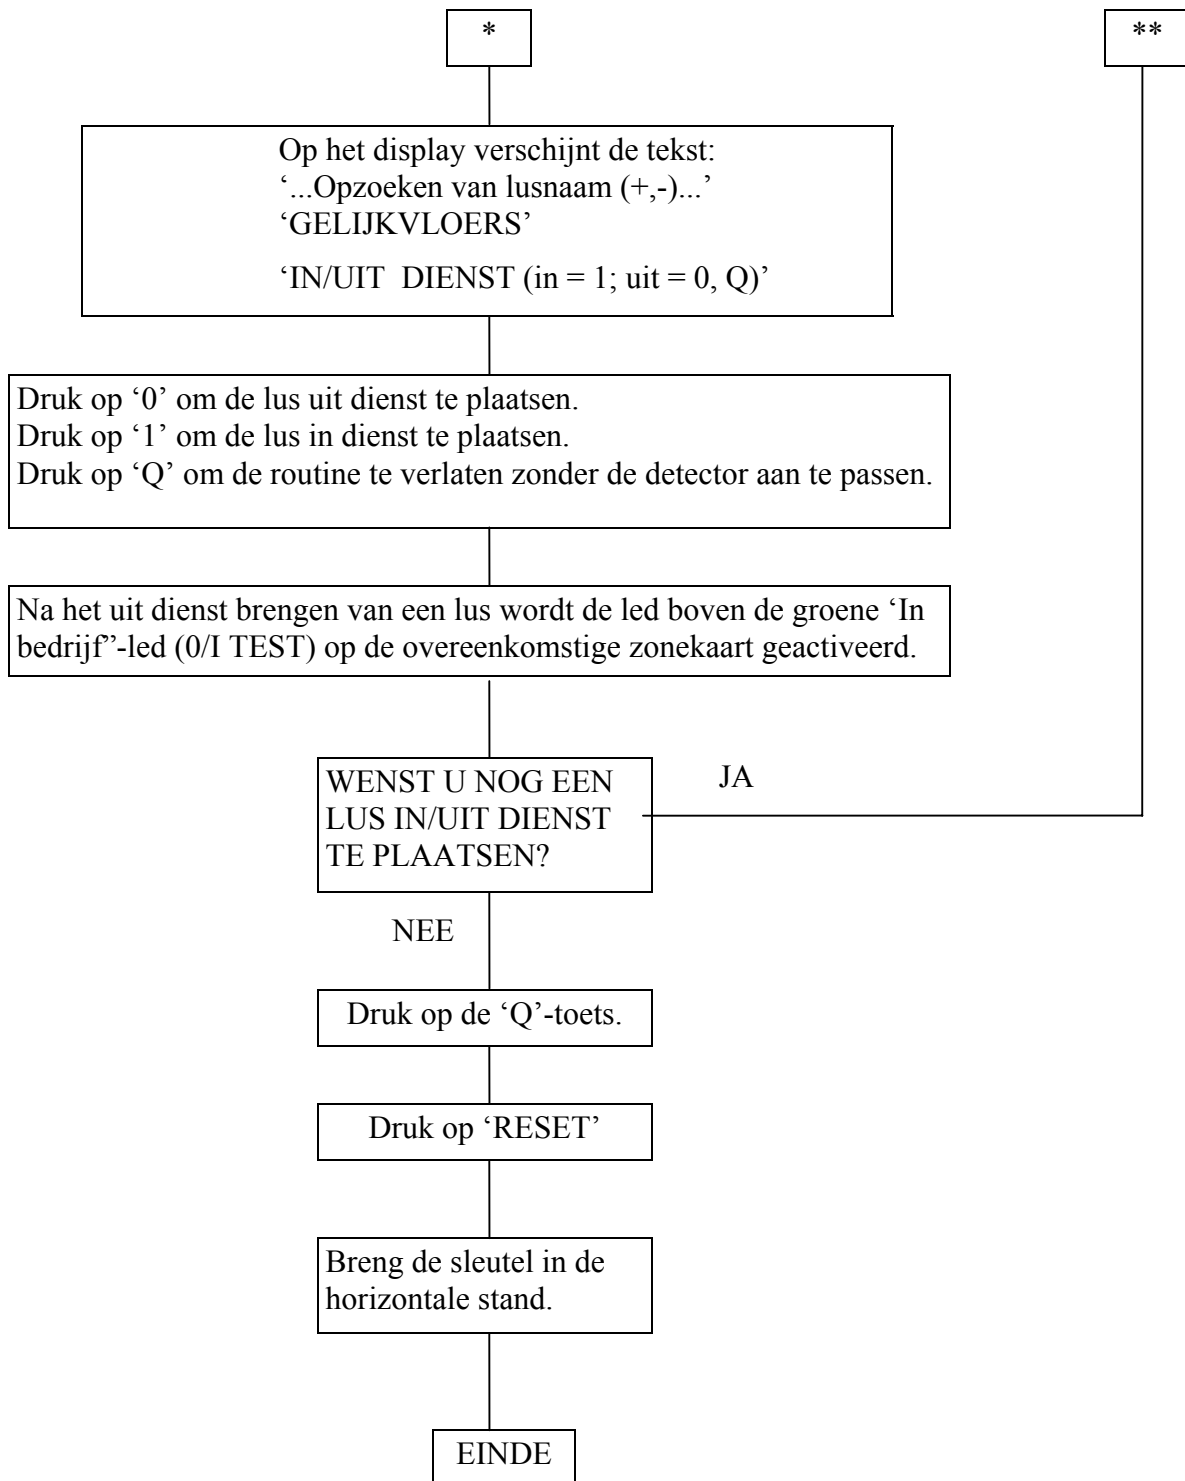 *
**
Op het display verschijnt de tekst:
‘...Opzoeken van lusnaam (+,-)...’
‘GELIJKVLOERS’
‘IN/UIT  DIENST (in = 1; uit = 0, Q)’
Druk op ‘0’ om de lus uit dienst te plaatsen.
Druk op ‘1’ om de lus in dienst te plaatsen.
Druk op ‘Q’ om de routine te verlaten zonder de detector aan te passen.
Na het uit dienst brengen van een lus wordt de led boven de groene ‘In
bedrijf”-led (0/I TEST) op de overeenkomstige zonekaart geactiveerd.
WENST U NOG EEN
LUS IN/UIT DIENST
TE PLAATSEN?
JA
NEE
Druk op de ‘Q’-toets.
Druk op ‘RESET’
Breng de sleutel in de
horizontale stand.
EINDE